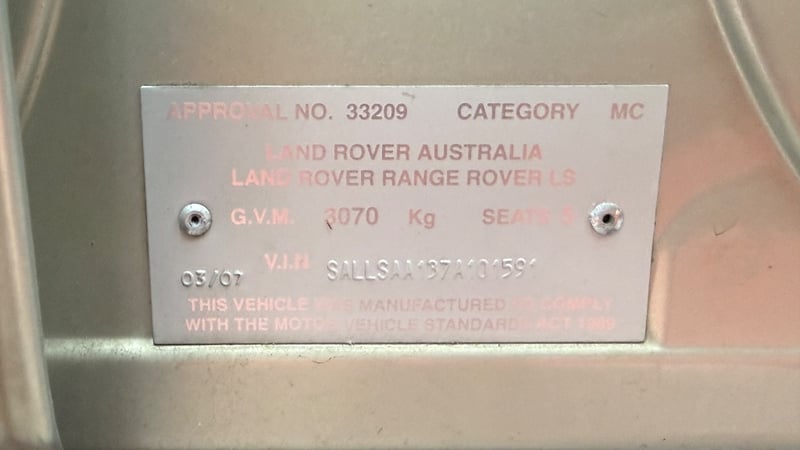 APPROVAL NO. 33209 CATEGORY MC
LAND ROVER AUSTRALIA
LAND ROVER RANGE ROVER LS
G.V.M. 3070 Kg SEATS 5
03/07 V.I.N SALLSAA137A101591
THIS VEHICLE WAS MANUFACTURED TO COMPLY
WITH THE MOTOR VEHICLE STANDARDS ACT 1989